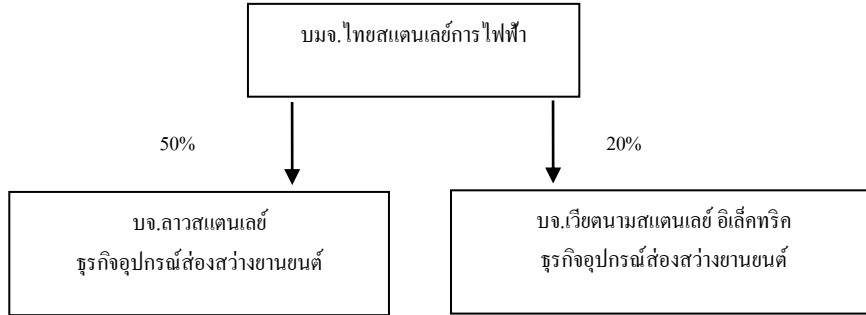 บมจ.ไทยสแตนเลย์การไฟฟ้า
50%
20%
บจ.ลาวสแตนเลย์
ธุรกิจอุปกรณ์ส่องสว่างยานยนต์
บจ.เวียตนามสแตนเลย์ อิเล็คทริค
ธุรกิจอุปกรณ์ส่องสว่างยานยนต์